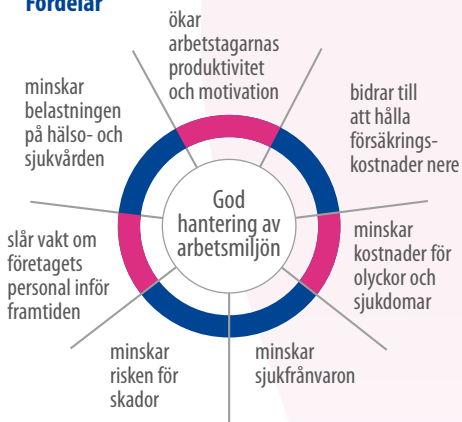 Fördelar
ökar
arbetstagarnas
produktivitet
och motivation
bidrar till
att hålla
försäkrings-
kostnader nere
minskar
kostnader för
olyckor och
sjukdomar
minskar
sjukfrånvaron
minskar
risken för
skador
slår vakt om
företagets
personal inför
framtiden
minskar
belastningen
på hälso- och
sjukvården
God
hantering av
arbetsmiljön